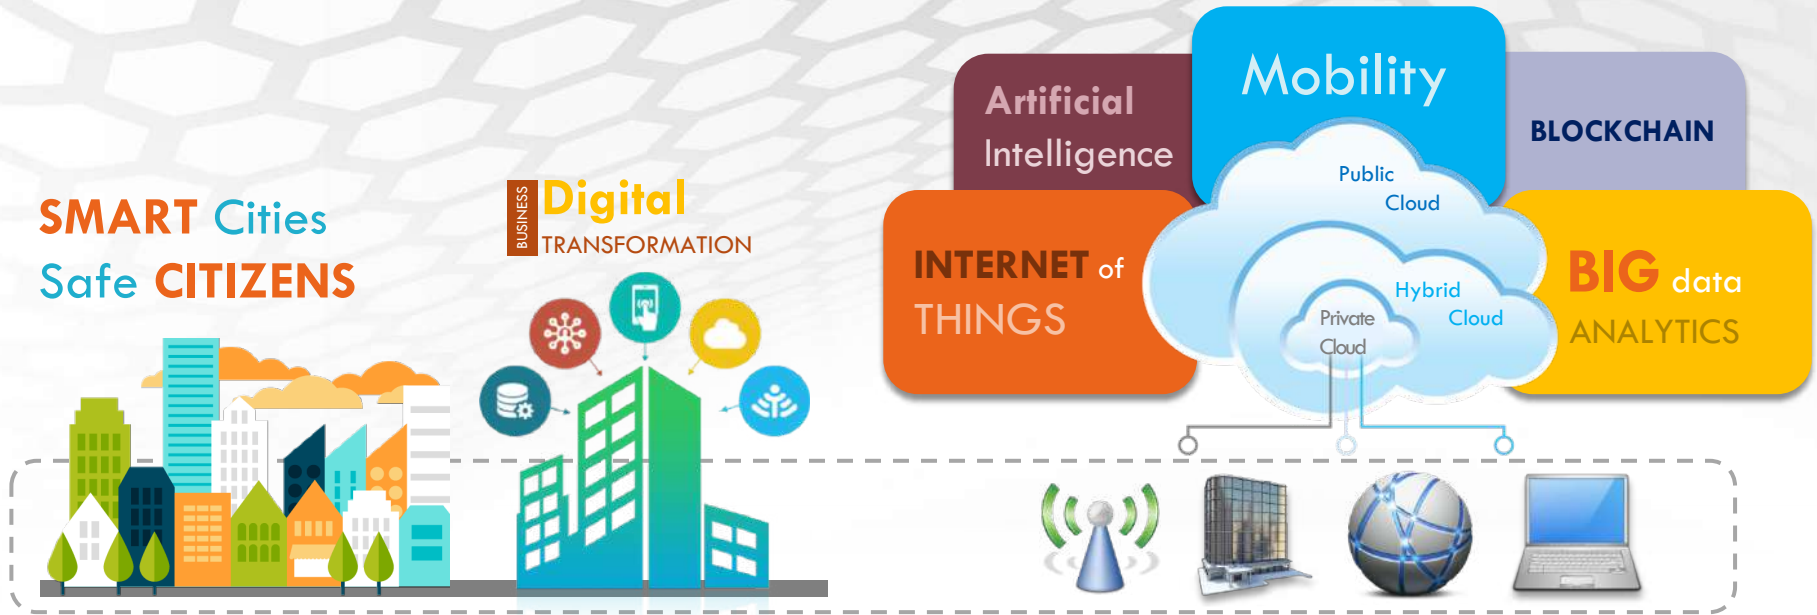 SMART Cities
Safe CITIZENS
BUSINESS
Digital
TRANSFORMATION
Artificial
Intelligence
Mobility
BLOCKCHAIN
INTERNET of
THINGS
Public
Cloud
Hybrid
Cloud
Private
Cloud
BIG data
ANALYTICS